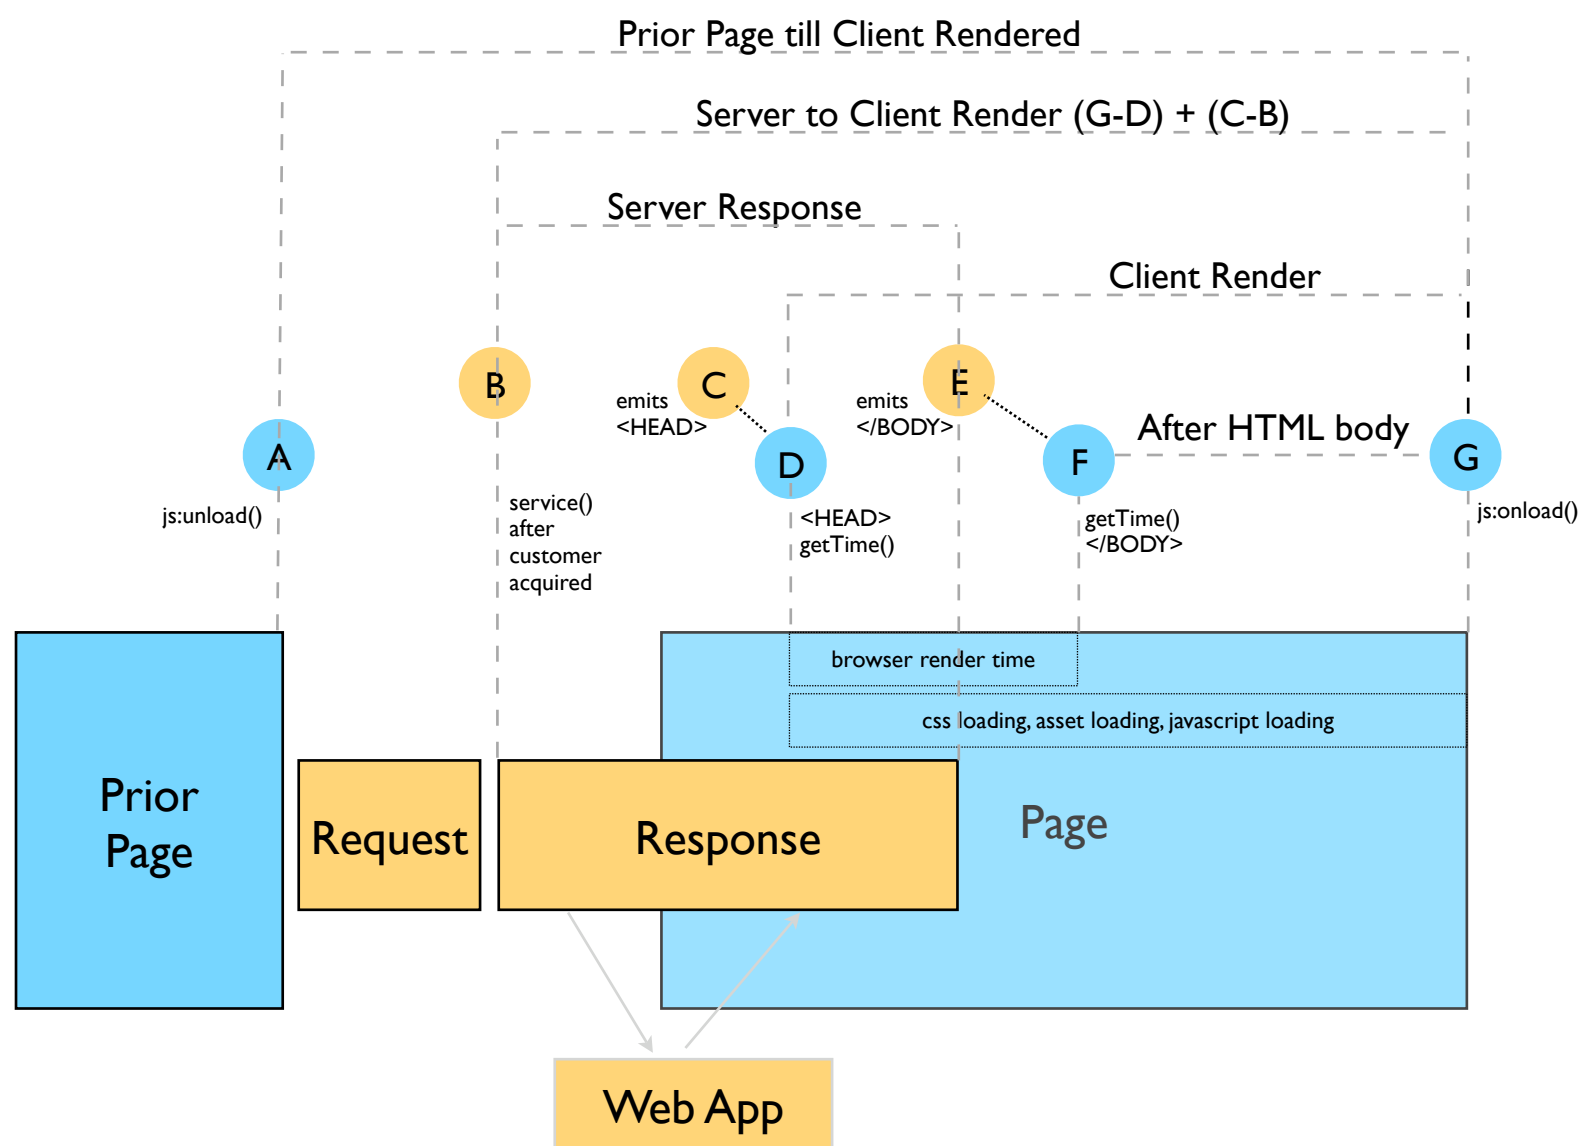 Prior Page till Client Rendered
Server to Client Render (G-D) + (C-B)
Server Response
Client Render
B
C
E
emits
<HEAD>
emits
</BODY>
After HTML body
A
D
F
G
js:unload()
service()
after
customer
acquired
<HEAD>
getTime()
getTime()
</BODY>
js:onload()
browser render time
css loading, asset loading, javascript loading
Prior
Page
Request
Response
Page
Web App